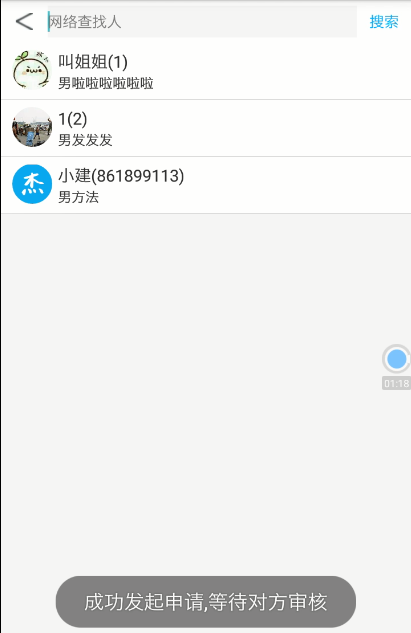 网络查找人
搜索
叫姐姐(1)
男啦啦啦啦啦啦
1(2)
男发发发
杰
小建(861899113)
男方法
01:18
成功发起申请,等待对方审核